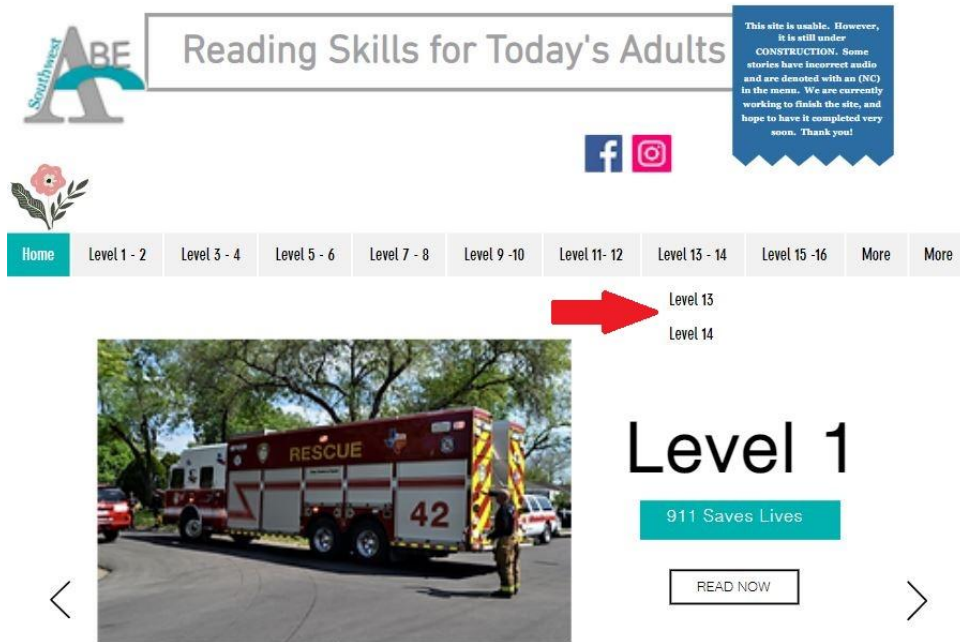 Southwest
ABE
Reading Skills for Today's Adults
This site is usable. However,
it is still under
CONSTRUCTION. Some
stories have incorrect audio
and are denoted with an (NC)
in the menu. We are currently
working to finish the site, and
hope to have it completed very
soon. Thank you!
Home Level 1 - 2 Level 3 - 4 Level 5 - 6 Level 7 - 8 Level 9 -10 Level 11- 12 Level 13 - 14 Level 15 -16 More More
Level 13
Level 14
RESCUE
42
Level 1
911 Saves Lives
READ NOW